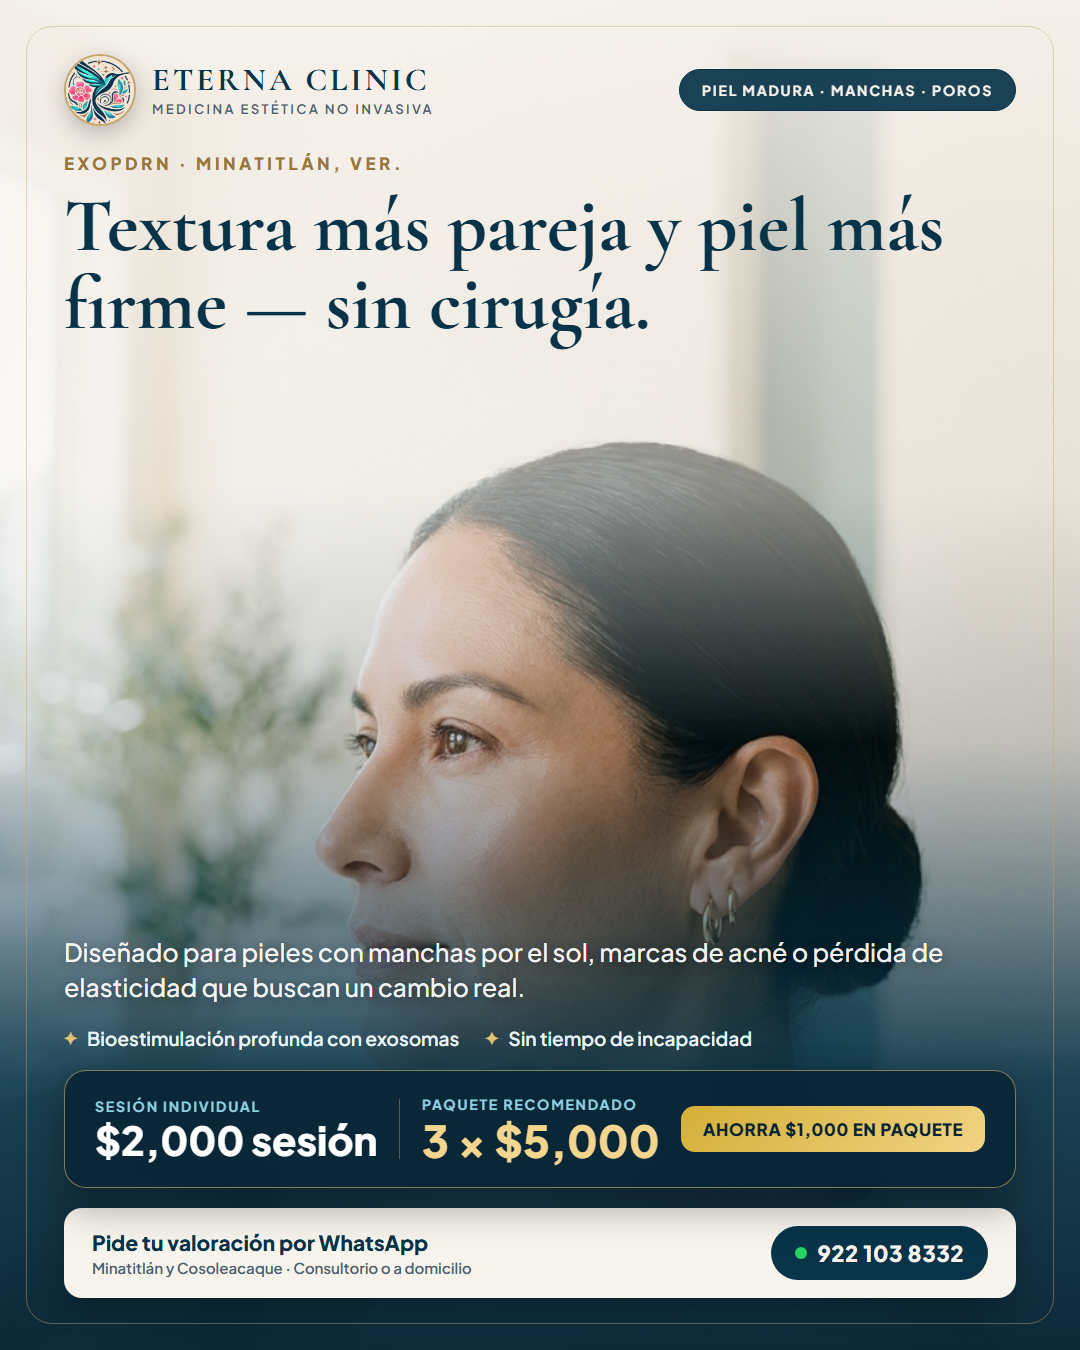 ETERNA CLINIC
MEDICINA ESTÉTICA NO INVASIVA
PIEL MADURA · MANCHAS · POROS
EXOPDRN · MINATITLÁN, VER.
Textura más pareja y piel más
firme — sin cirugía.
Diseñado para pieles con manchas por el sol, marcas de acné o pérdida de
elasticidad que buscan un cambio real.
✦ Bioestimulación profunda con exosomas ✦ Sin tiempo de incapacidad
SESIÓN INDIVIDUAL
$2,000 sesión
PAQUETE RECOMENDADO
3 × $5,000
AHORRA $1,000 EN PAQUETE
Pide tu valoración por WhatsApp
Minatitlán y Cosoleacaque · Consultorio o a domicilio
922 103 8332